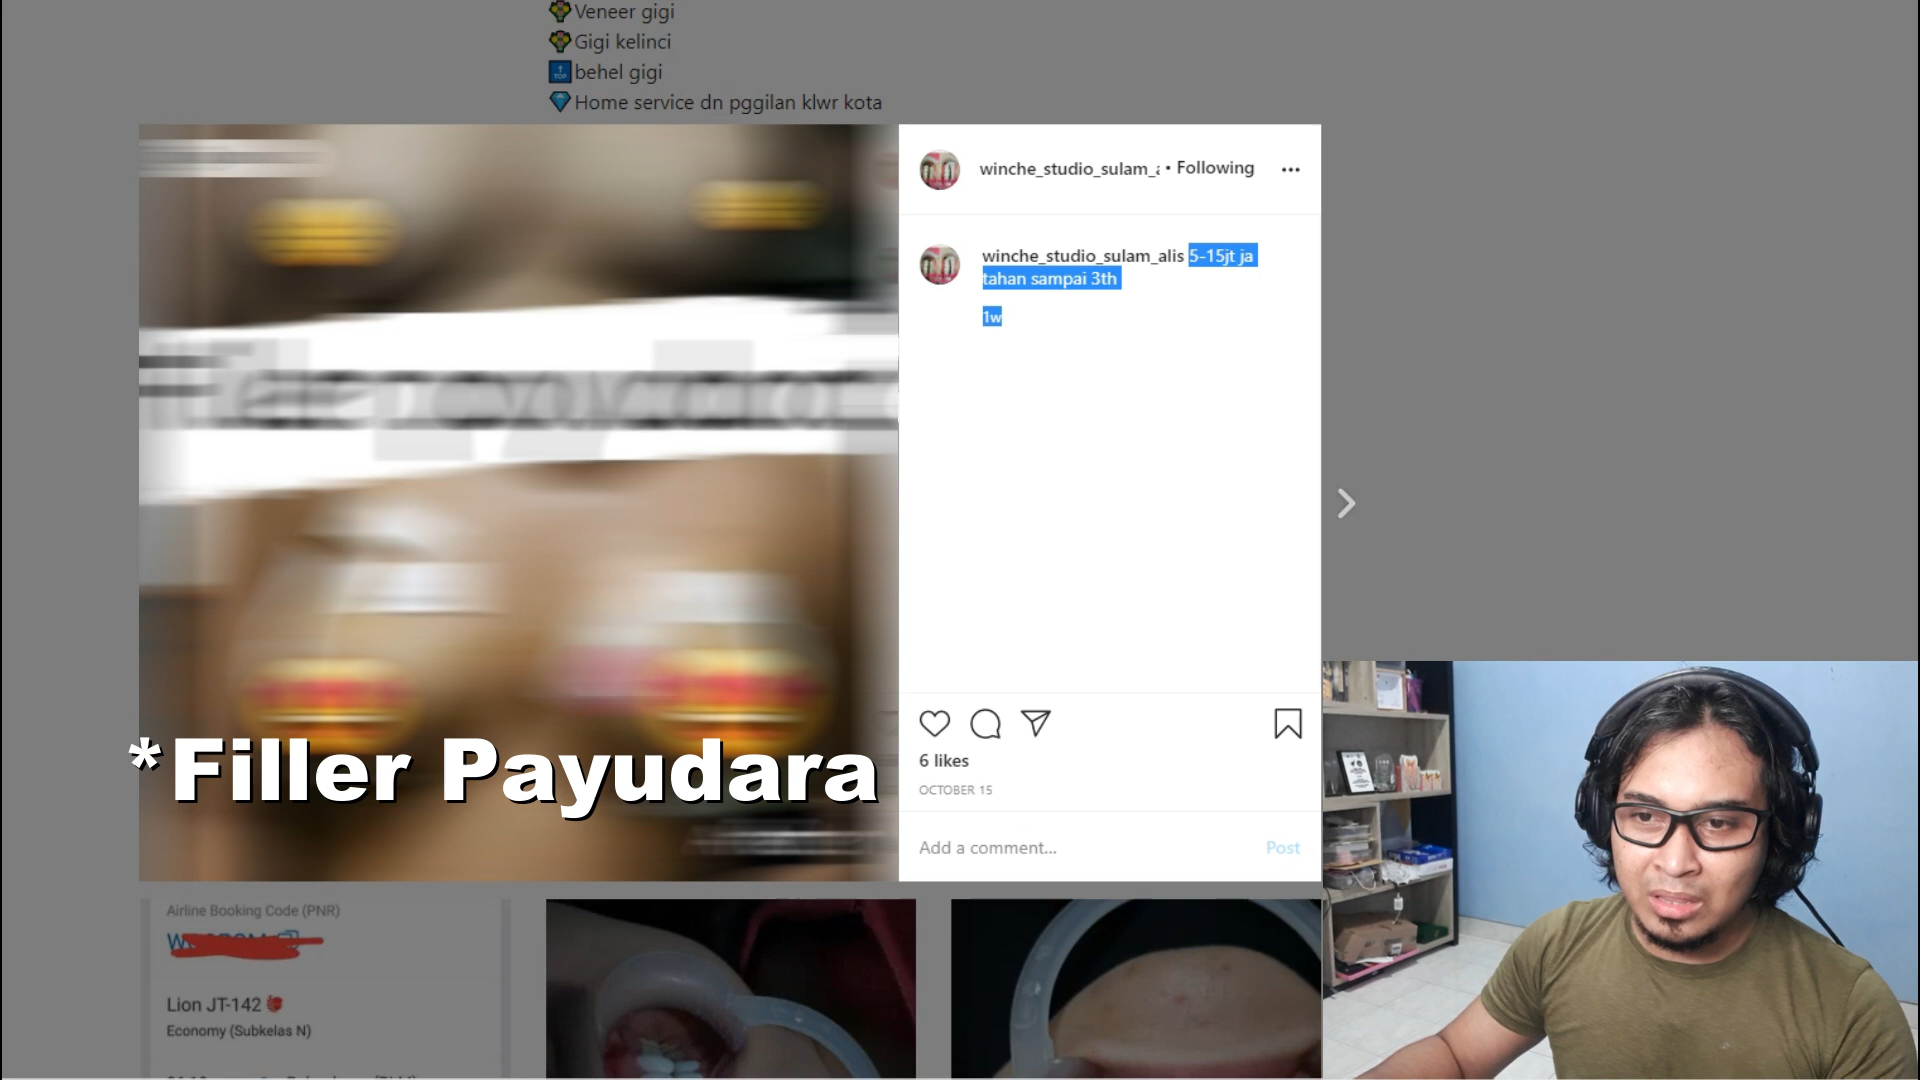 Veneer gigi
Gigi kelinci
behel gigi
Home service dn pggilan klwr kota
winche_studio_sulam_a • Following
winche_studio_sulam_alis 5-15jt ja
tahan sampai 3th
1w
*Filler Payudara
6 likes
OCTOBER 15
Add a comment...
Post
Airline Booking Code (PNR)
Lion JT-142
Economy (Subkelas N)